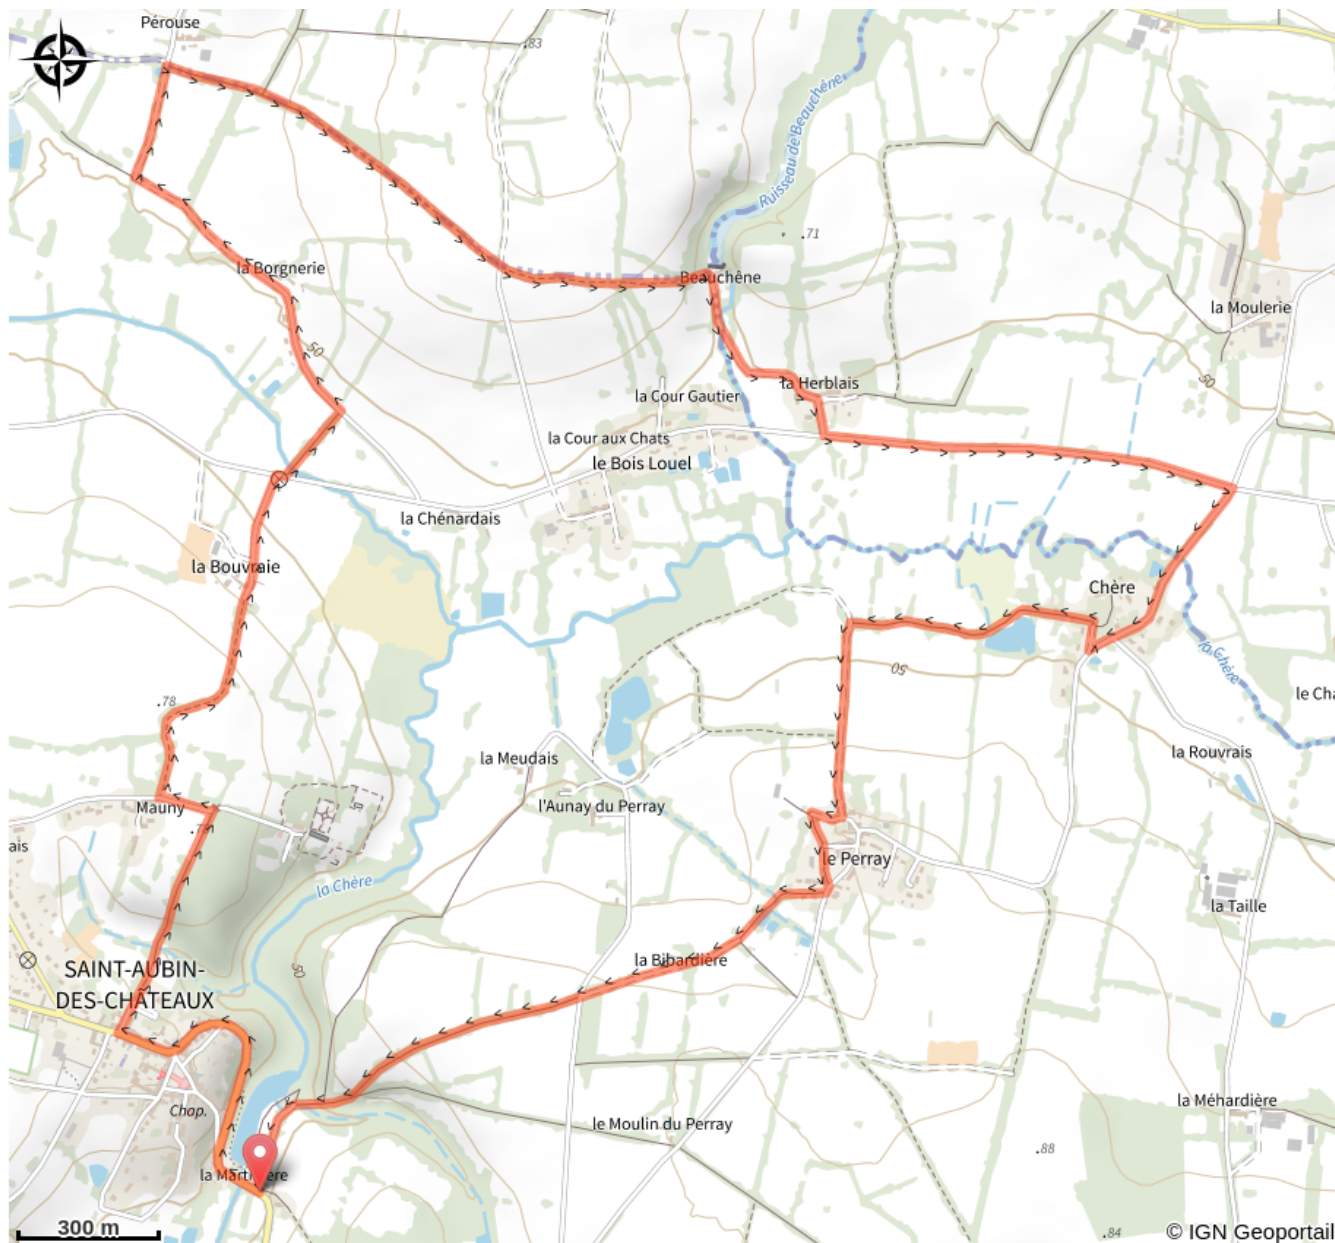 Pérouse
83
Ruisseau de Beauchêne
71
la Borgnerie
Beauchêne
la Moulerie
50
50
la Herblais
la Cour Gautier
la Cour aux Chats
le Bois Louel
la Chénardais
la Bouvraie
Chère
la Chère
50
le Cha
78
la Rouvrais
la Meudais
l'Aunay du Perray
Mauny
ais
le Perray
la Chère
la Taille
la Bibardière
SAINT-AUBIN-
DES-CHÂTEAUX
50
Chap.
la Méhardière
le Moulin du Perray
88
la Martinière
300 m
84
© IGN Geoportail